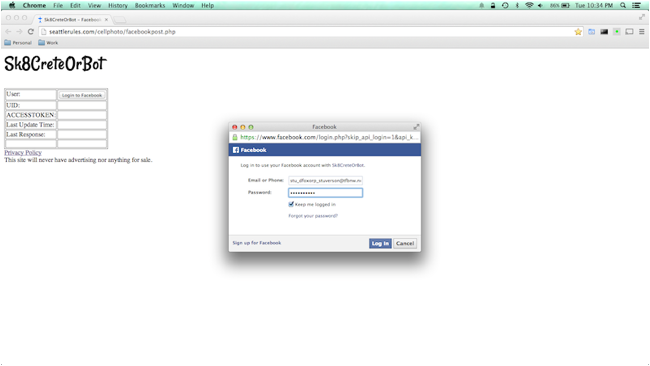 Chrome File Edit View History Bookmarks Window Help 86% Tue 10:34 PM
Sk8CreteOrBot - Facebook
seattlerules.com/cellphoto/facebookpost.php
Personal Work
Sk8CreteOrBot
User: Login to Facebook
UID:
ACCESSTOKEN:
Last Update Time:
Last Response:
Privacy Policy
This site will never have advertising nor anything for sale.
Facebook
https://www.facebook.com/login.php?skip_api_login=1&api_k...
Facebook
Log in to use your Facebook account with Sk8CreteOrBot.
Email or Phone:
Password: ••••••••••
Keep me logged in
Forgot your password?
Sign up for Facebook Log In Cancel